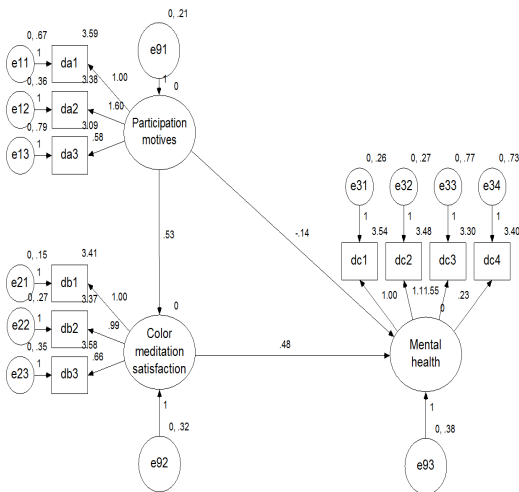 0, .21
3.59
0, .67
e91
e11
1
da1
1
0
0, .36
3.38
1.00
e12
1
da2
1.60
Participation
motives
0, .79
3.09
.58
e13
1
da3
0, .26
0, .27
0, .77
0, .73
e31
e32
e33
e34
1
1
1
1
.53
-.14
3.54
3.48
3.30
3.40
dc1
dc2
dc3
dc4
0, .15
3.41
e21
1
db1
1.00
1.11
.55
.23
0
0
0, .27
3.37
1.00
e22
1
db2
.99
Color
meditation
satisfaction
.48
Mental
health
0, .35
3.58
.66
e23
1
db3
1
1
0, .32
0, .38
e92
e93